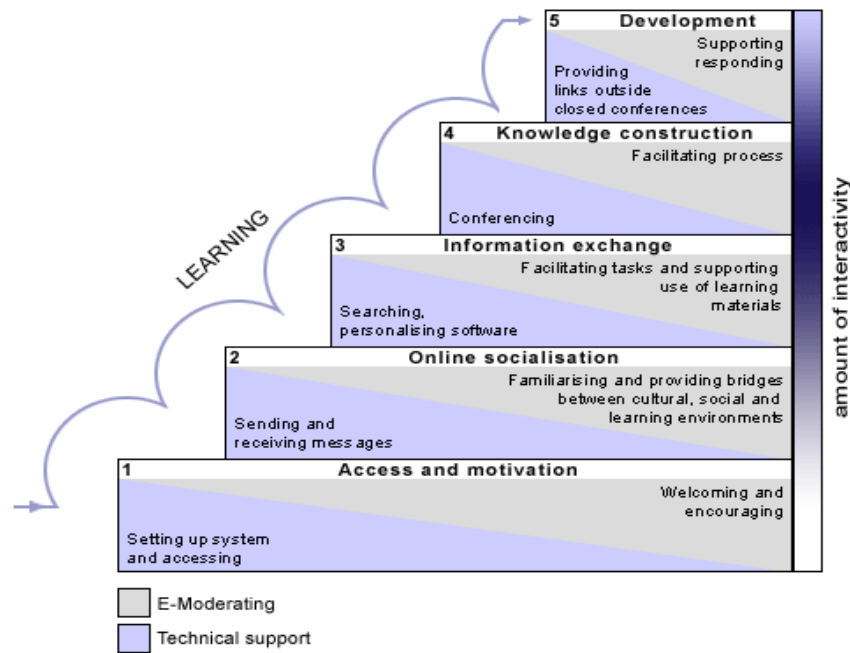 5 Development
Supporting
responding
Providing
links outside
closed conferences
4 Knowledge construction
Facilitating process
Conferencing
3 Information exchange
Facilitating tasks and supporting
use of learning
materials
Searching,
personalising software
2 Online socialisation
Familiarising and providing bridges
between cultural, social and
learning environments
Sending and
receiving messages
1 Access and motivation
Welcoming and
encouraging
Setting up system
and accessing
LEARNING
amount of interactivity
E-Moderating
Technical support